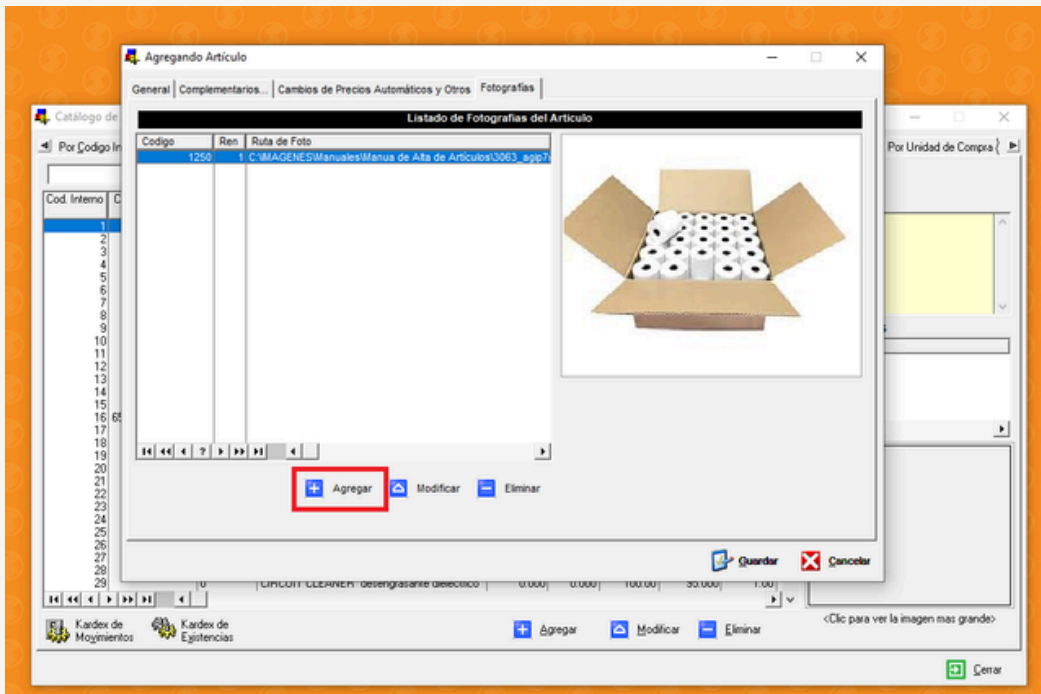 Agregando Artículo
General Complementarios... Cambios de Precios Automáticos y Otros Fotografías
Listado de Fotografías del Artículo
Codigo Ren Ruta de Foto
1250 1 C:\IMAGENES\Manuales\Manua de Alta de Artículos\3063_agip7
? 
Agregar Modificar Eliminar
Guardar Cancelar
Catálogo de
Por Codigo In
Por Unidad de Compra
Cod. Interno C
1
2
3
4
5
6
7
8
9
10
11
12
13
14
15
16 65
17
18
19
20
21
22
23
24
25
26
27
28
29 0 CIRCUIT CLEANER desengrasante dielectrico 0.000 0.000 100.00 95.000 1.00
Kardex de Movimientos
Kardex de Existencias
Agregar Modificar Eliminar
<Clic para ver la imagen mas grande>
Cerrar